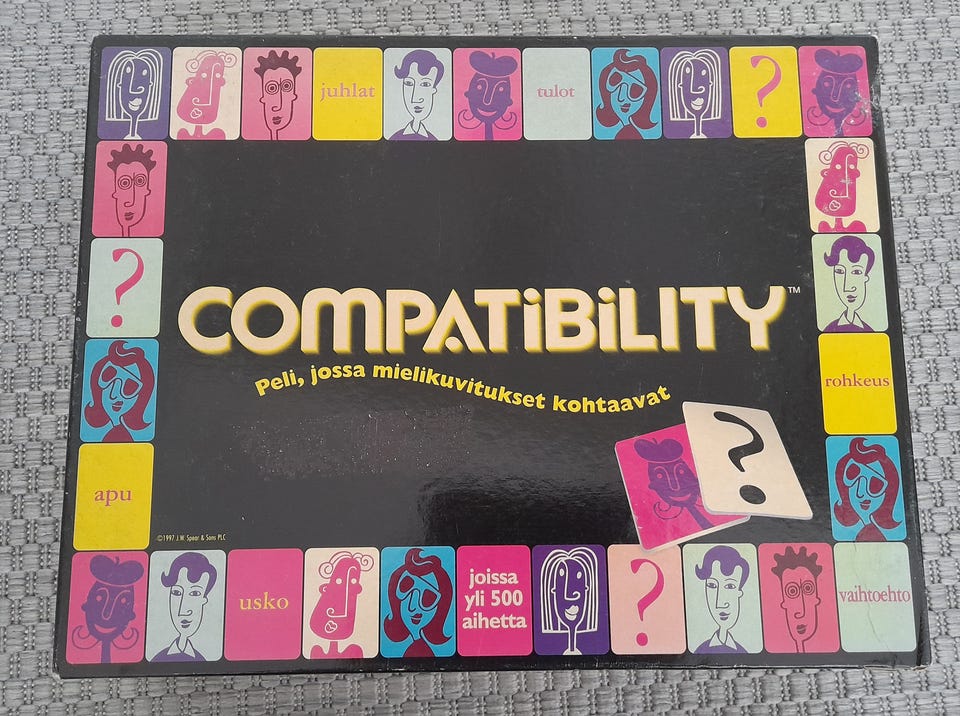 juhlat
tulot
?
?
COMPATiBiLiTY™
Peli, jossa mielikuvitukset kohtaavat
rohkeus
?
apu
©1997 J.W. Spear & Sons PLC
usko
joissa
yli 500
aihetta
?
vaihtoehto